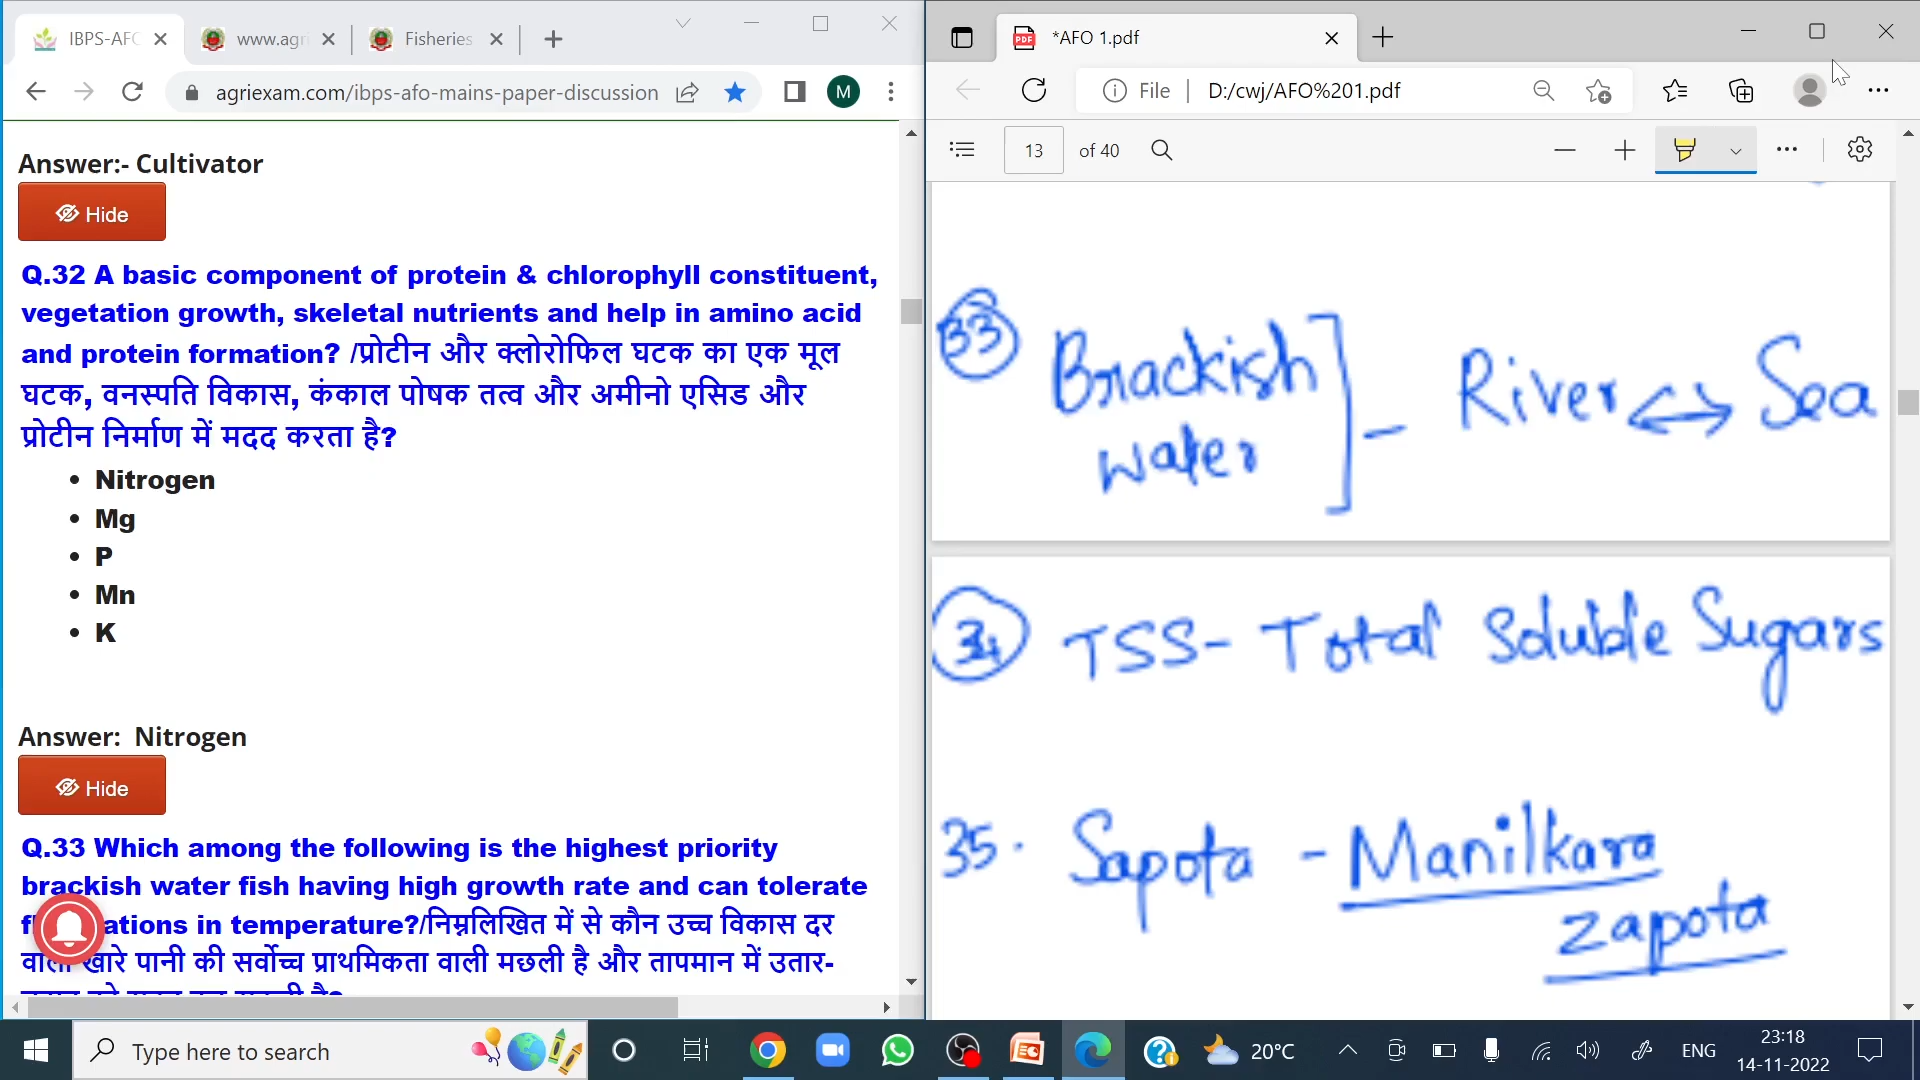 IBPS-AFC
www.agri
Fisheries
agriexam.com/ibps-afo-mains-paper-discussion
M
Answer:- Cultivator
Hide
Q.32 A basic component of protein & chlorophyll constituent,
vegetation growth, skeletal nutrients and help in amino acid
and protein formation? /प्रोटीन और क्लोरोफिल घटक का एक मूल
घटक, वनस्पति विकास, कंकाल पोषक तत्व और अमीनो एसिड और
प्रोटीन निर्माण में मदद करता है?
Nitrogen
Mg
P
Mn
K
Answer: Nitrogen
Hide
Q.33 Which among the following is the highest priority
brackish water fish having high growth rate and can tolerate
ations in temperature?/निम्नलिखित में से कौन उच्च विकास दर
खारे पानी की सर्वोच्च प्राथमिकता वाली मछली है और तापमान में उतार-
*AFO 1.pdf
File D:/cwj/AFO%201.pdf
13 of 40
33 Brackish
water - River ↔ Sea
34 TSS- Total Soluble Sugars
35. Sapota - Manilkara
zapota
Type here to search
20°C
ENG
23:18
14-11-2022